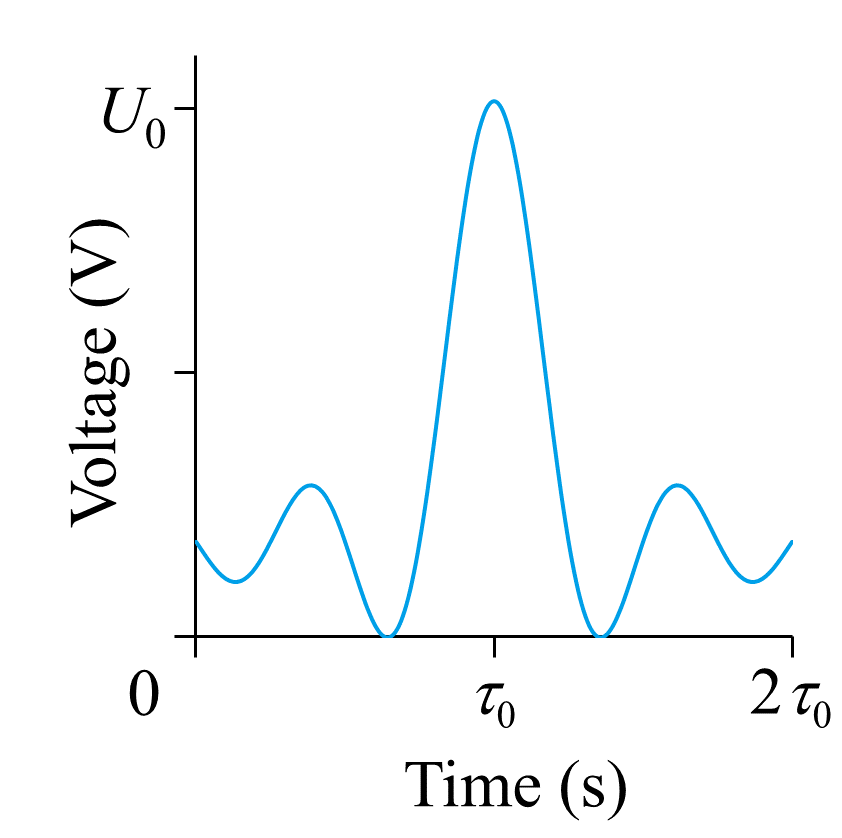 U₀
Voltage (V)
0
τ₀
2τ₀
Time (s)